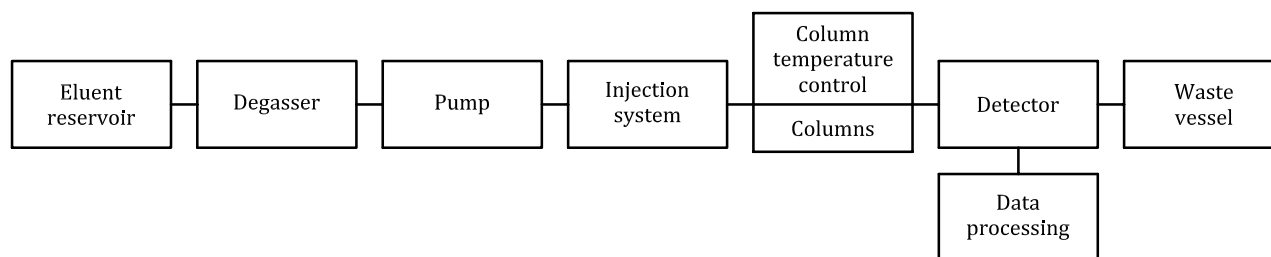 Eluent
reservoir
Degasser
Pump
Injection
system
Column
temperature
control
Columns
Detector
Waste
vessel
Data
processing